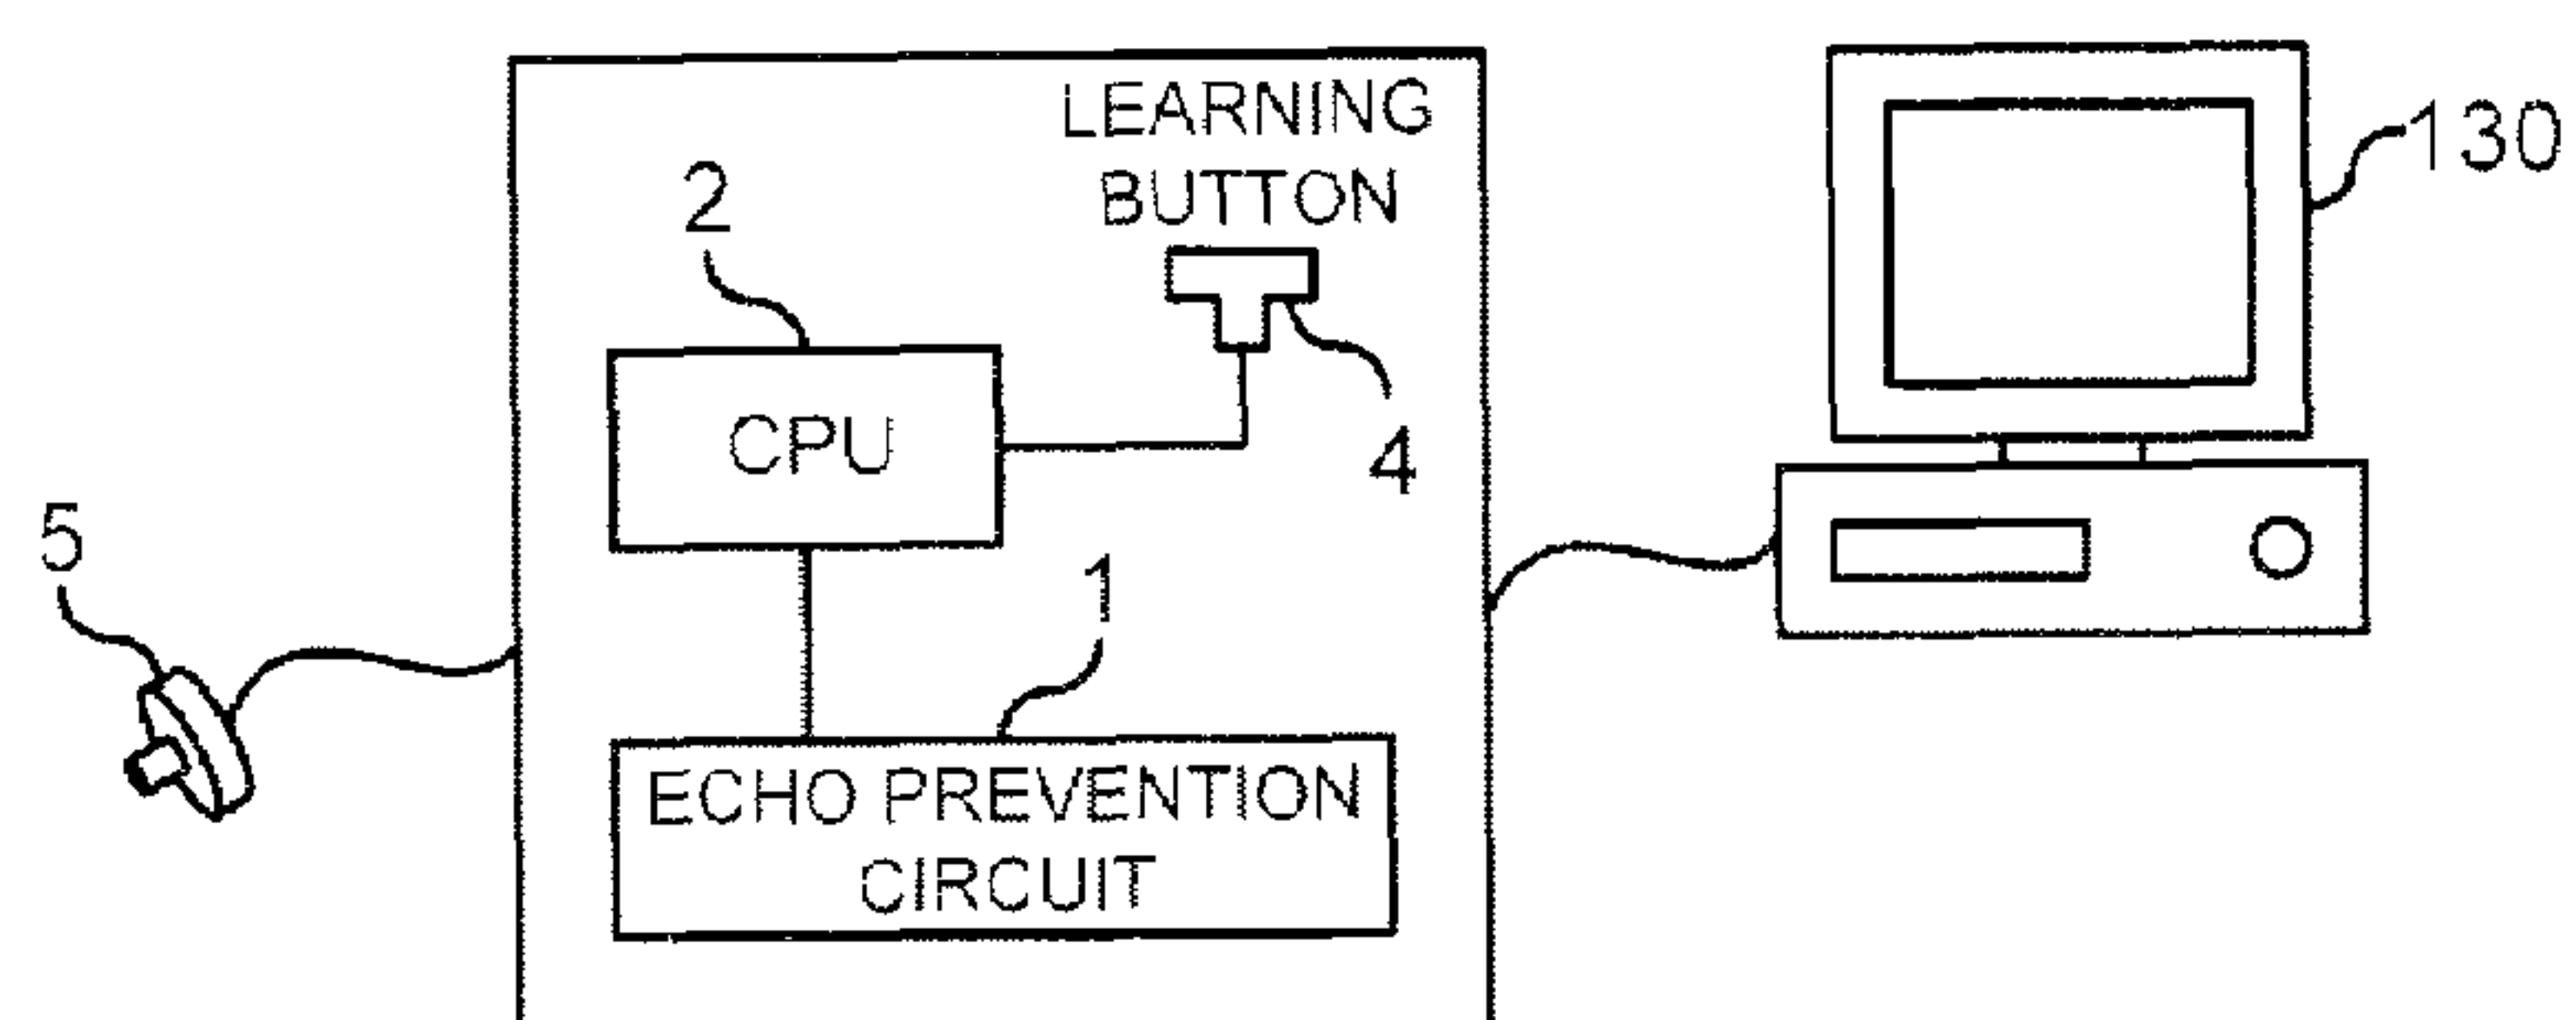 LEARNING
BUTTON
130
2
4
CPU
5
1
ECHO PREVENTION
CIRCUIT